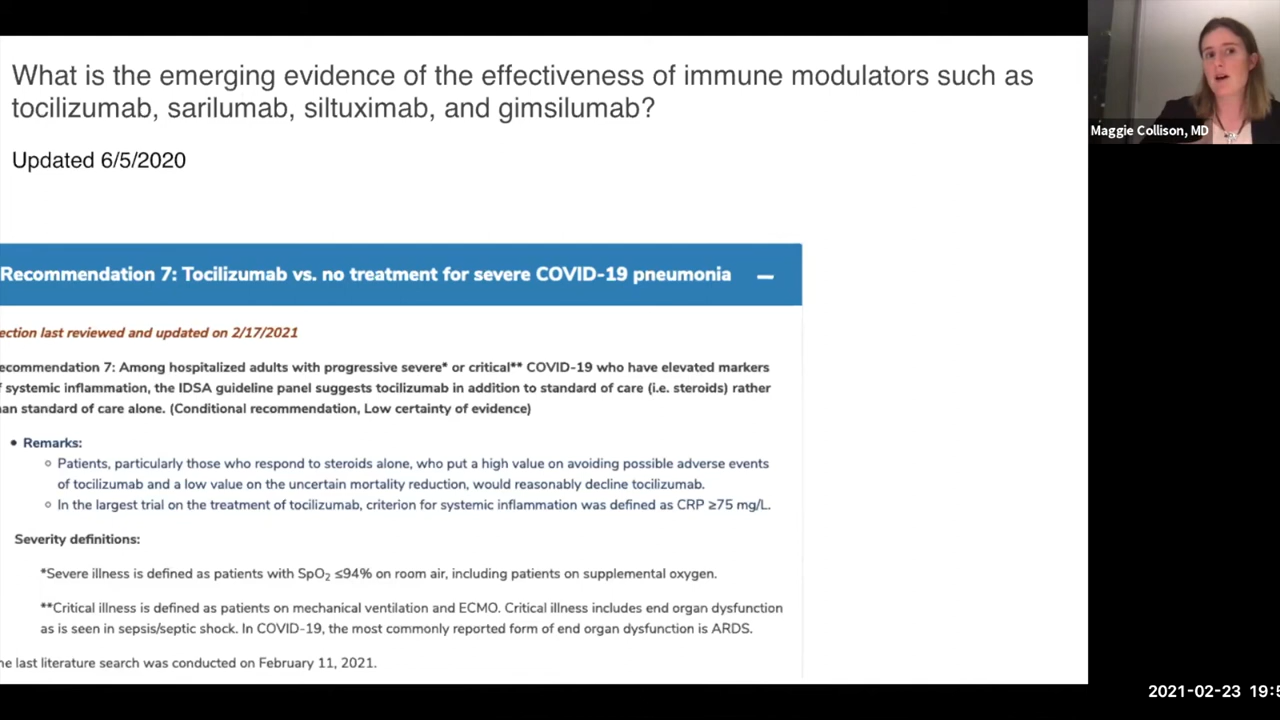 What is the emerging evidence of the effectiveness of immune modulators such as
tocilizumab, sarilumab, siltuximab, and gimsilumab?
Updated 6/5/2020
Maggie Collison, MD
Recommendation 7: Tocilizumab vs. no treatment for severe COVID-19 pneumonia
ection last reviewed and updated on 2/17/2021
ecommendation 7: Among hospitalized adults with progressive severe* or critical** COVID-19 who have elevated markers
f systemic inflammation, the IDSA guideline panel suggests tocilizumab in addition to standard of care (i.e. steroids) rather
an standard of care alone. (Conditional recommendation, Low certainty of evidence)
• Remarks:
○ Patients, particularly those who respond to steroids alone, who put a high value on avoiding possible adverse events
of tocilizumab and a low value on the uncertain mortality reduction, would reasonably decline tocilizumab.
○ In the largest trial on the treatment of tocilizumab, criterion for systemic inflammation was defined as CRP ≥75 mg/L.
Severity definitions:
*Severe illness is defined as patients with SpO₂ ≤94% on room air, including patients on supplemental oxygen.
**Critical illness is defined as patients on mechanical ventilation and ECMO. Critical illness includes end organ dysfunction
as is seen in sepsis/septic shock. In COVID-19, the most commonly reported form of end organ dysfunction is ARDS.
he last literature search was conducted on February 11, 2021.
2021-02-23 19:5